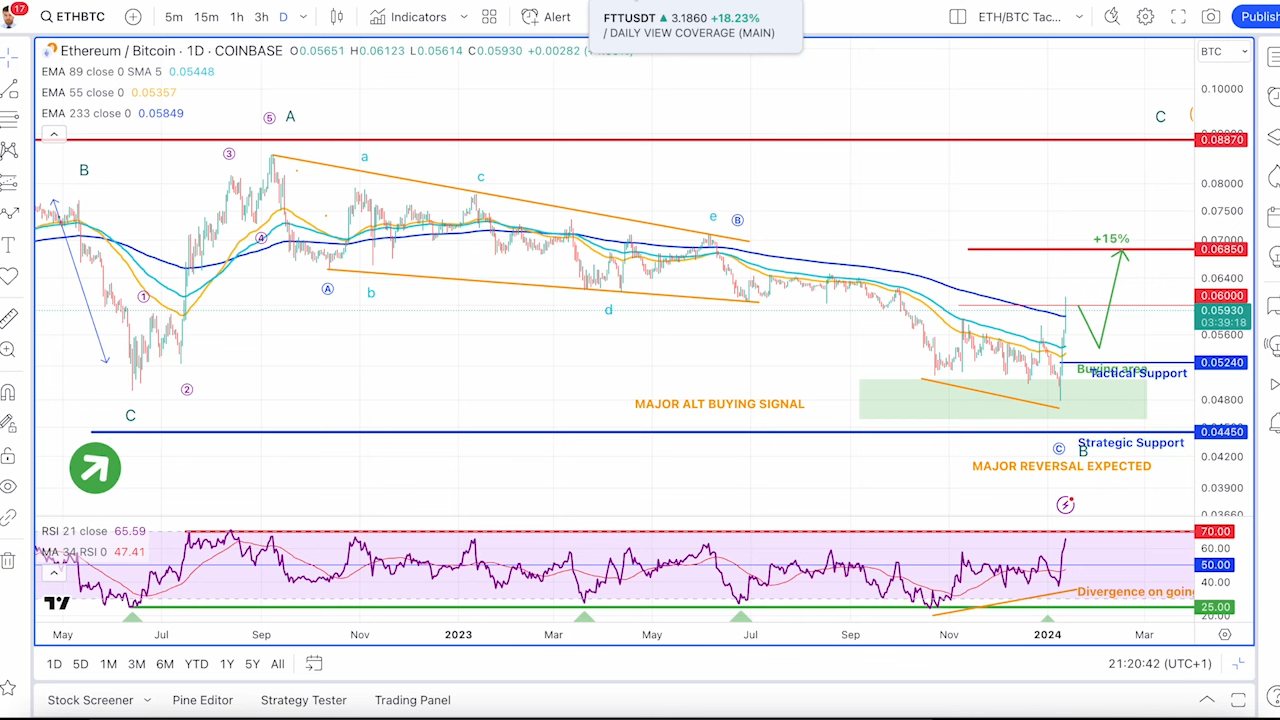 17
ETHBTC
5m 15m 1h 3h D
Indicators
Alert
FTTUSDT ▲ 3.1860 +18.23%
/ DAILY VIEW COVERAGE (MAIN)
ETH/BTC Tac...
Publish
Ethereum / Bitcoin · 1D · COINBASE O0.05651 H0.06123 L0.05614 C0.05930 +0.00282
BTC
EMA 89 close 0 SMA 5 0.05448
EMA 55 close 0 0.05357
EMA 233 close 0 0.05849
0.10000
5 A
C
0.08870
3
a
B
c
0.08000
0.07500
e B
4
+15%
0.07000
0.06850
0.06400
A b
1
0.06000
d
0.05930
03:39:18
0.05600
0.05240
Buying area
Tactical Support
2
MAJOR ALT BUYING SIGNAL
0.04800
C
0.04450
Strategic Support
C B
0.04200
MAJOR REVERSAL EXPECTED
0.03900
0.03660
RSI 21 close 65.59
70.00
MA 34 RSI 0 47.41
60.00
50.00
40.00
Divergence on going
25.00
20.00
May Jul Sep Nov 2023 Mar May Jul Sep Nov 2024 Mar
1D 5D 1M 3M 6M YTD 1Y 5Y All
21:20:42 (UTC+1)
Stock Screener Pine Editor Strategy Tester Trading Panel